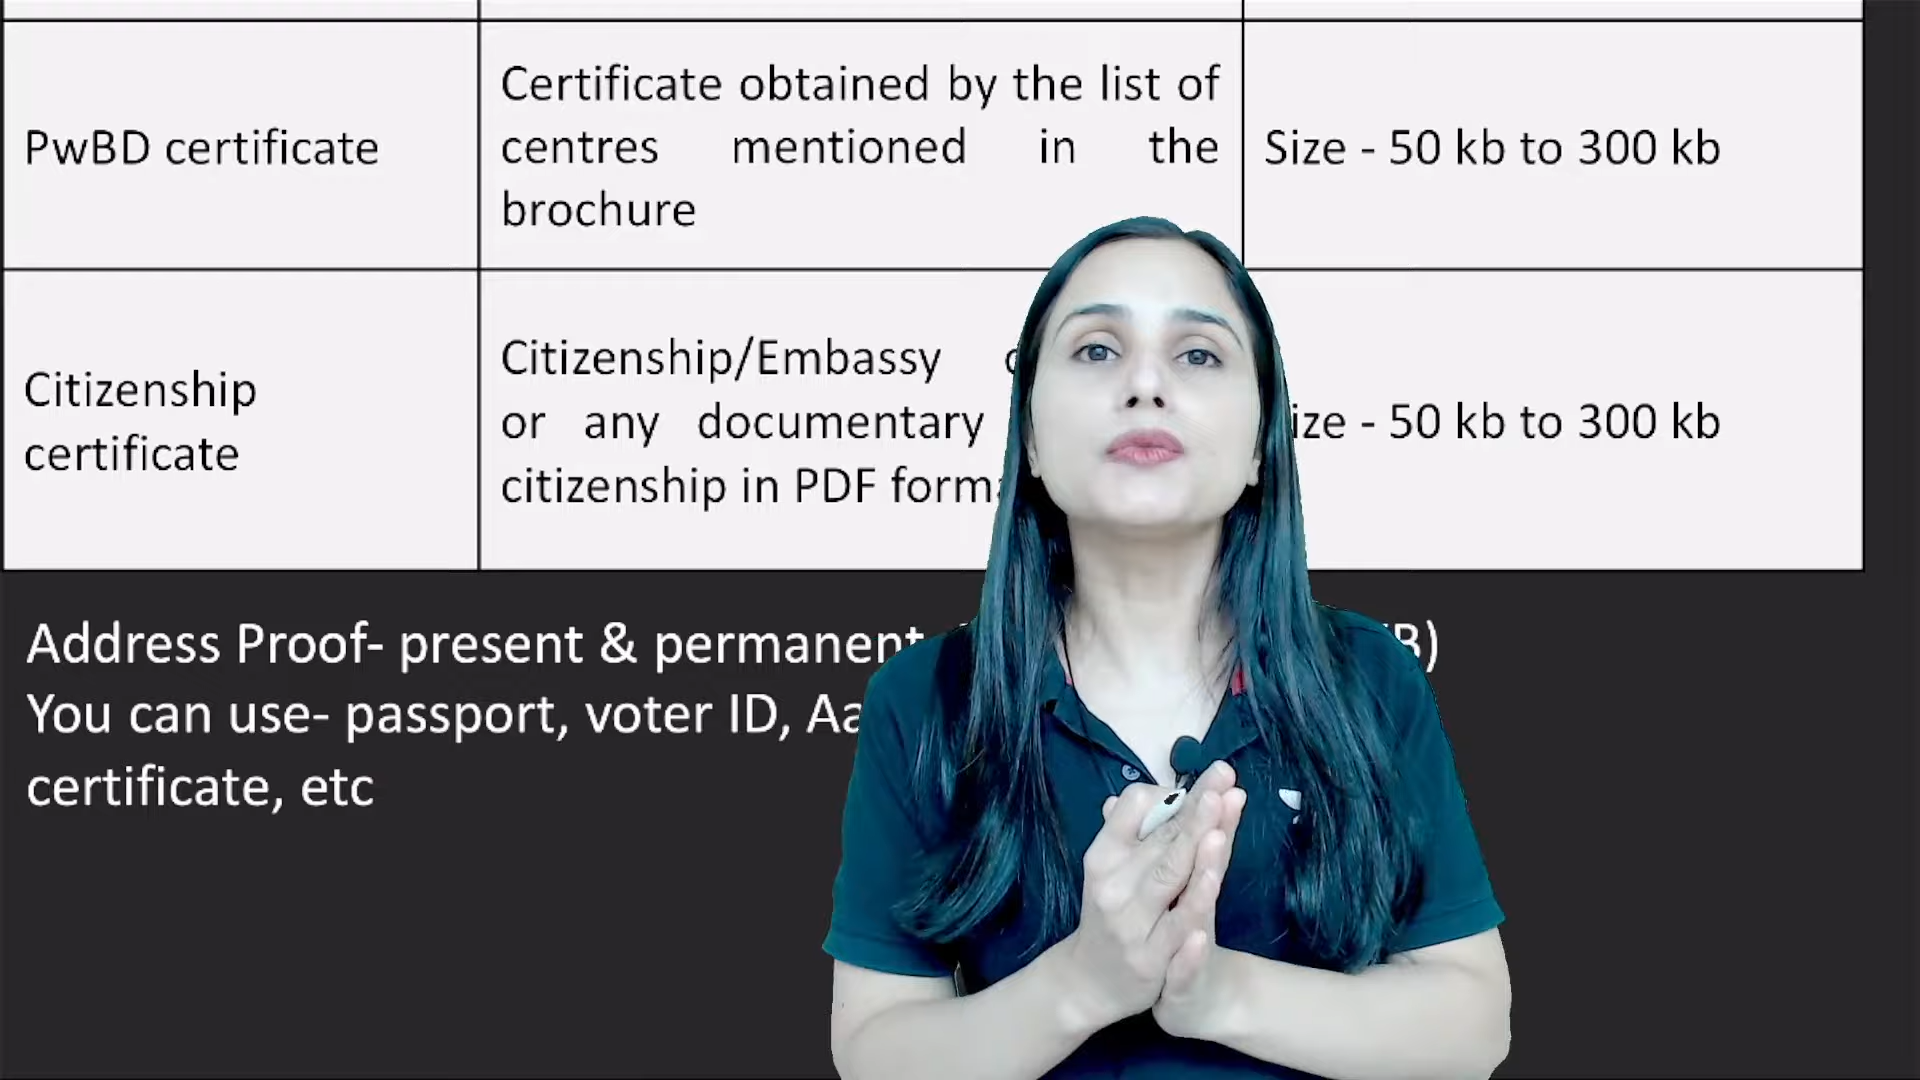 PwBD certificate
Certificate obtained by the list of
centres mentioned in the
brochure
Size - 50 kb to 300 kb
Citizenship
certificate
Citizenship/Embassy
or any documentary
citizenship in PDF
- 50 kb to 300 kb
Address Proof- present & permanent
You can use- passport, voter ID,
certificate, etc